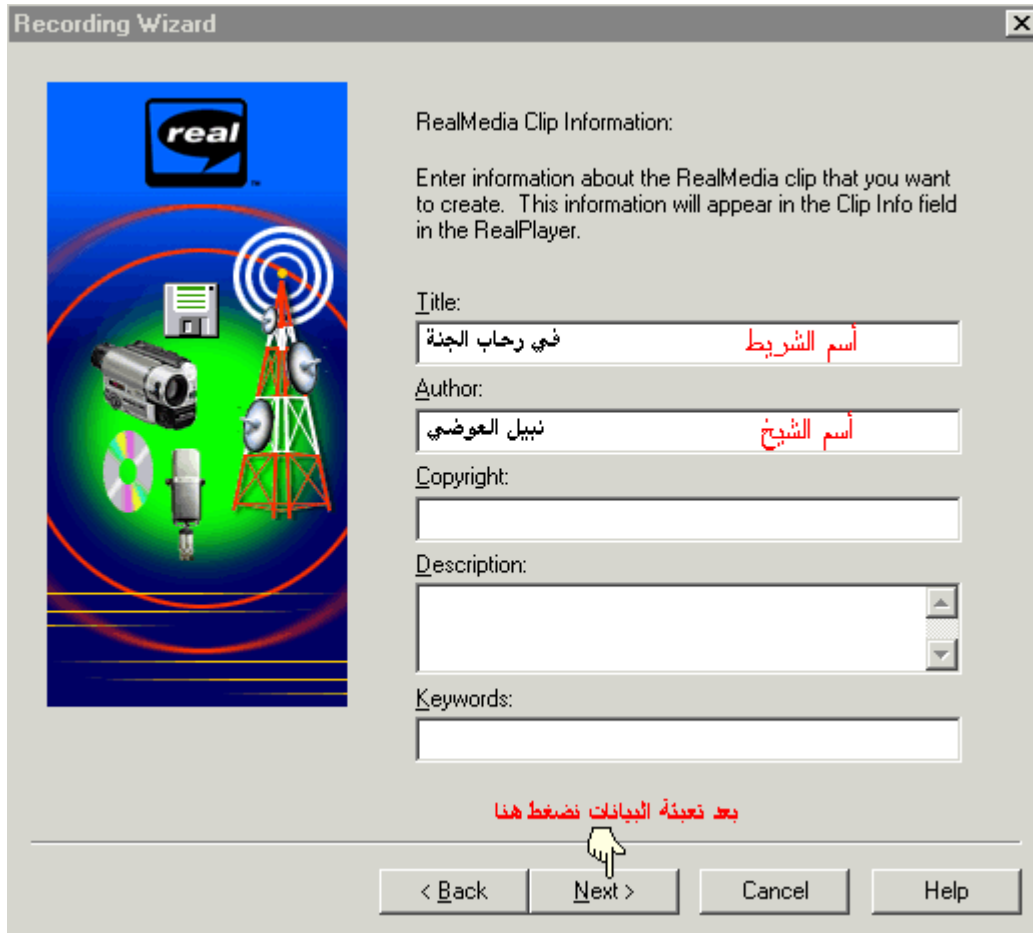 Recording Wizard
real
RealMedia Clip Information:
Enter information about the RealMedia clip that you want
to create. This information will appear in the Clip Info field
in the RealPlayer.
Title:
في رحاب الجنة أسم الشريط
Author:
نبيل العوضي أسم الشيخ
Copyright:
Description:
Keywords:
بعد تعبئة البيانات نضغط هنا
< Back Next > Cancel Help